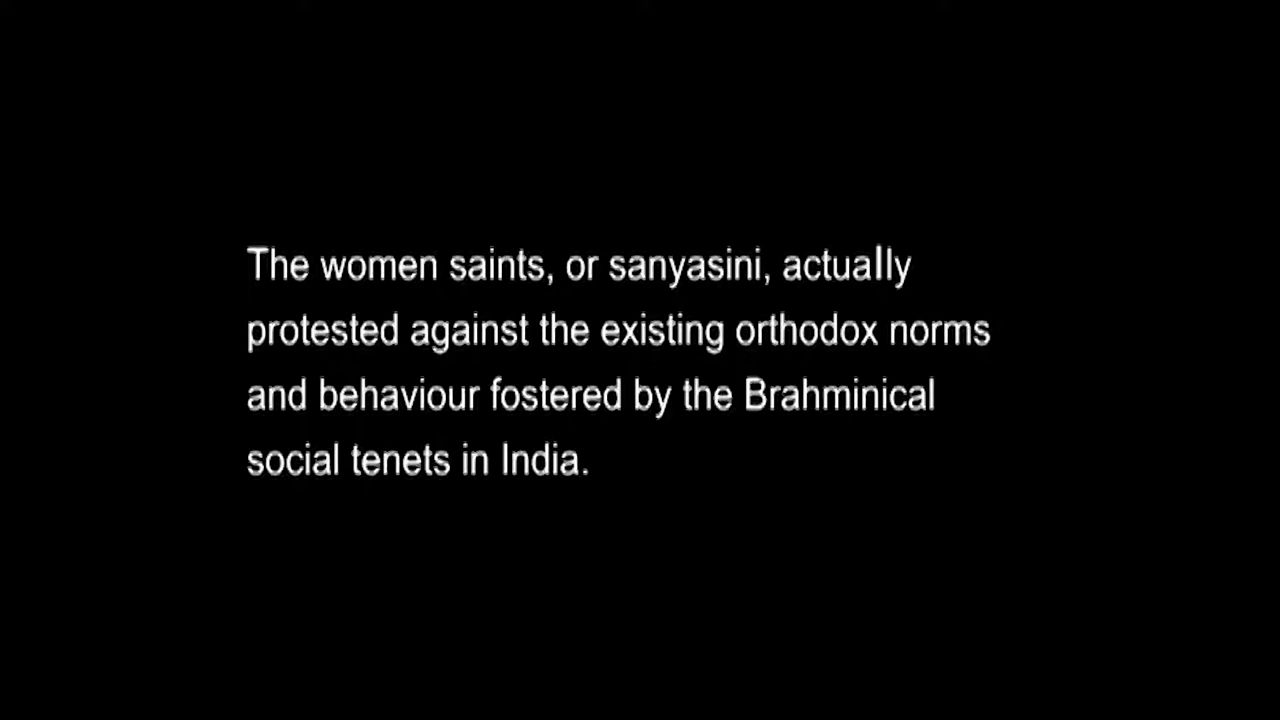 The women saints, or sanyasini, actually
protested against the existing orthodox norms
and behaviour fostered by the Brahminical
social tenets in India.